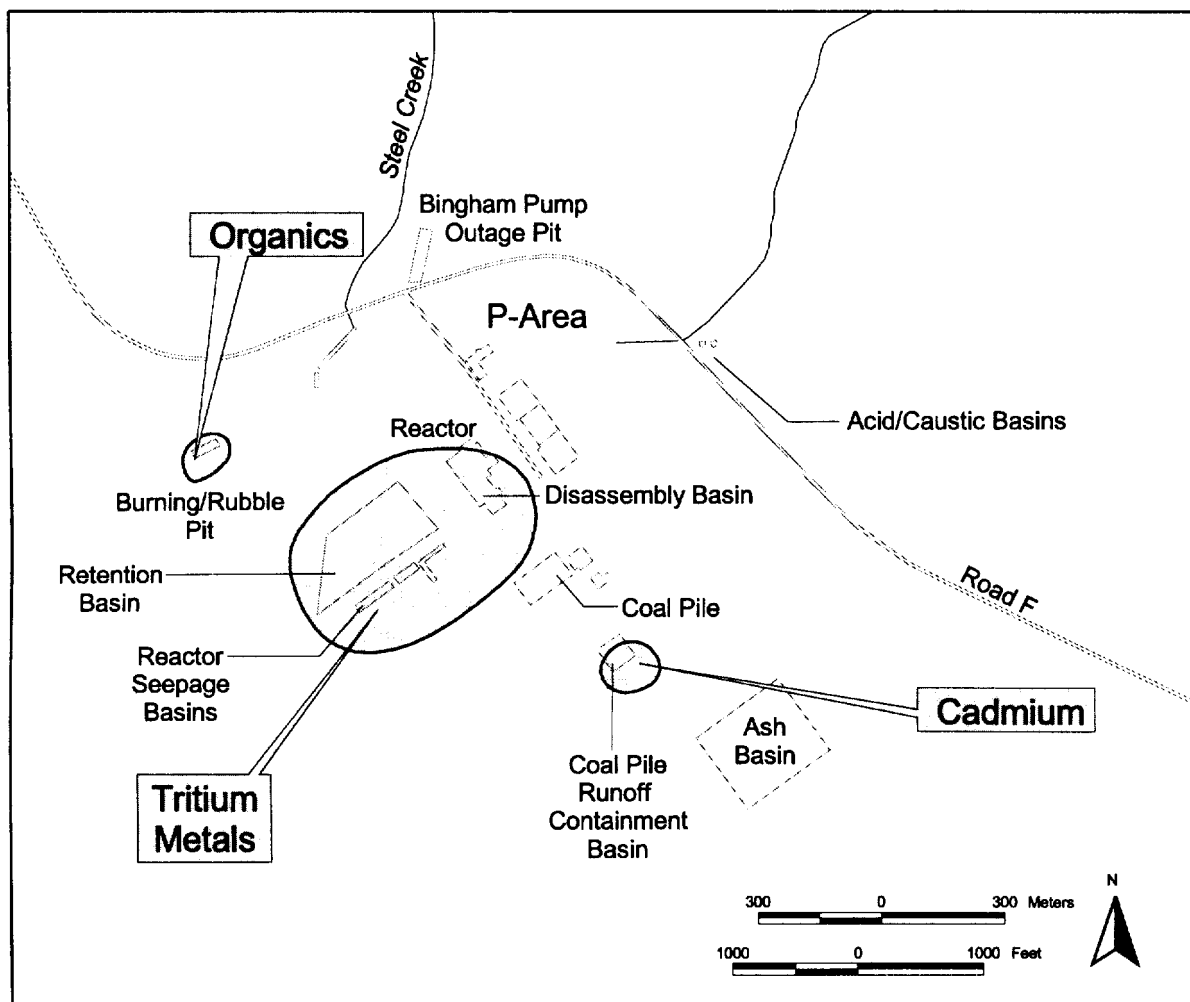 Steel Creek
Bingham Pump
Outage Pit
Organics
P-Area
Acid/Caustic Basins
Reactor
Burning/Rubble
Pit
Disassembly Basin
Retention
Basin
Coal Pile
Road F
Reactor
Seepage
Basins
Cadmium
Ash
Basin
Coal Pile
Runoff
Containment
Basin
Tritium
Metals
N
300 0 300 Meters
1000 0 1000 Feet